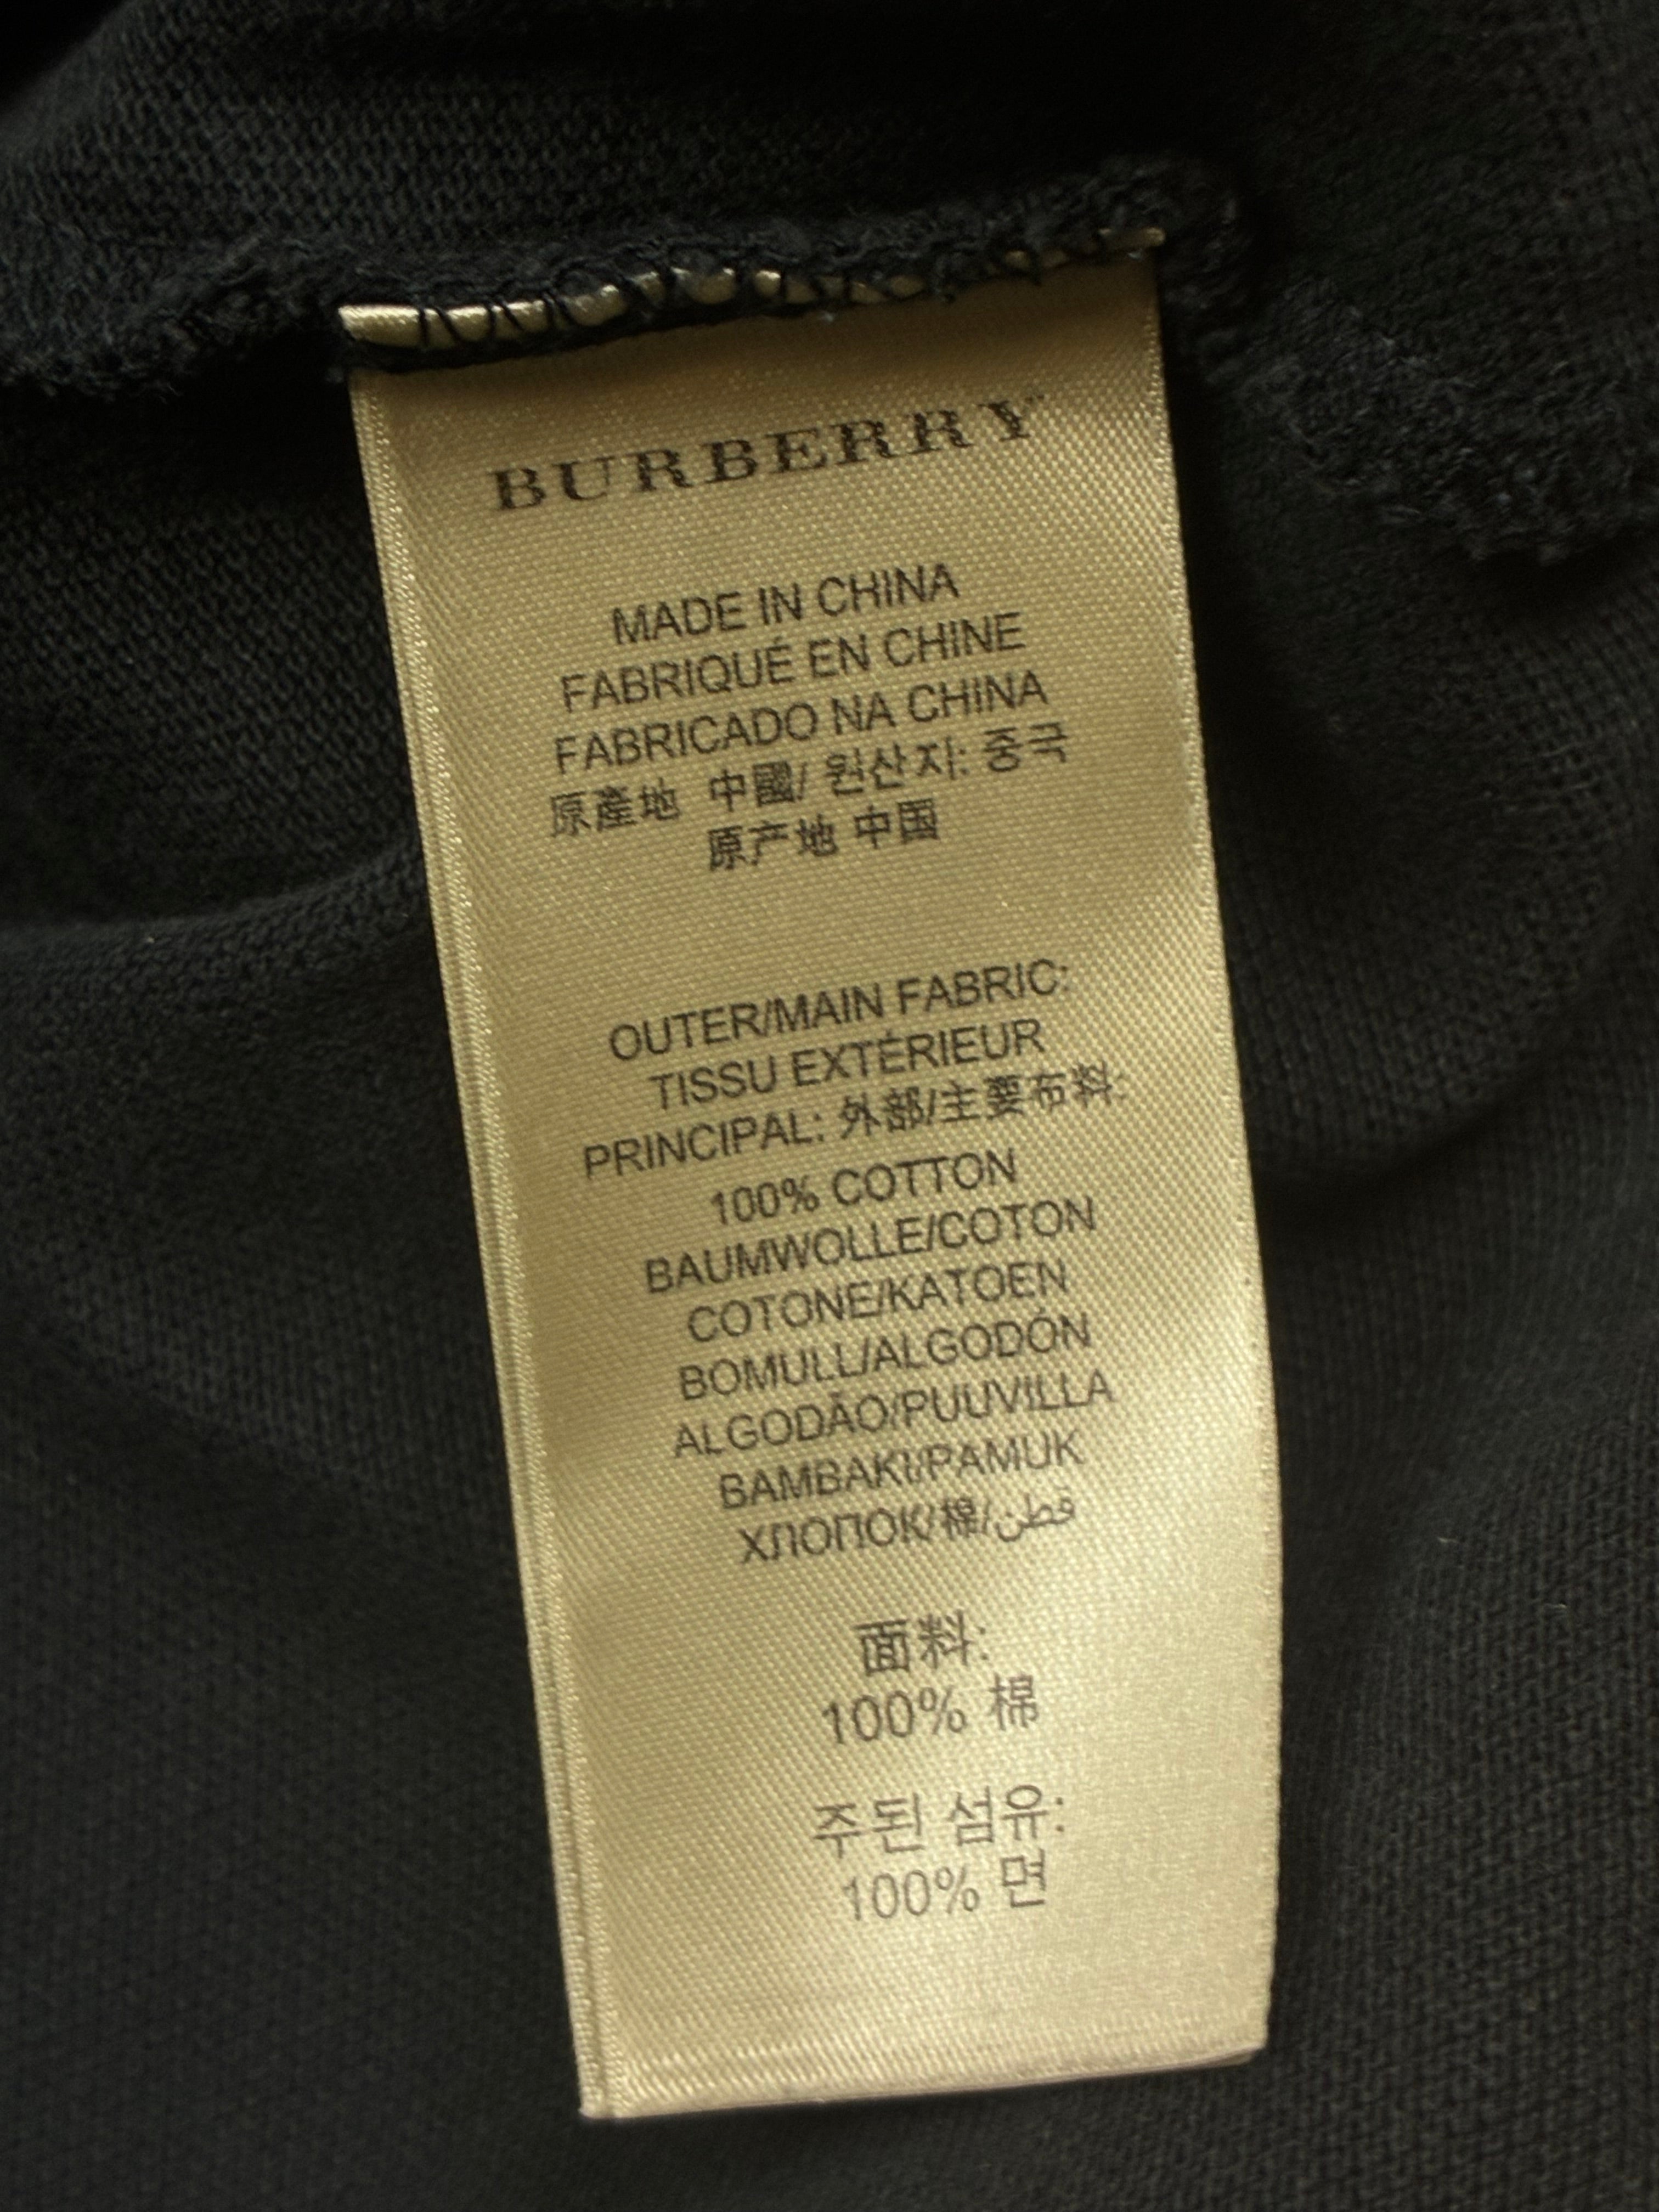 BURBERRY
MADE IN CHINA
FABRIQUÉ EN CHINE
FABRICADO NA CHINA
原產地 中國/ 원산지: 중국
原产地 中国
OUTER/MAIN FABRIC:
TISSU EXTÉRIEUR
PRINCIPAL: 外部/主要布料:
100% COTTON
BAUMWOLLE/COTON
COTONE/KATOEN
BOMULL/ALGODÓN
ALGODÃO/PUUVILLA
BAMBAKI/PAMUK
ХЛОПОК/棉/قطن
面料:
100% 棉
주된 섬유:
100% 면